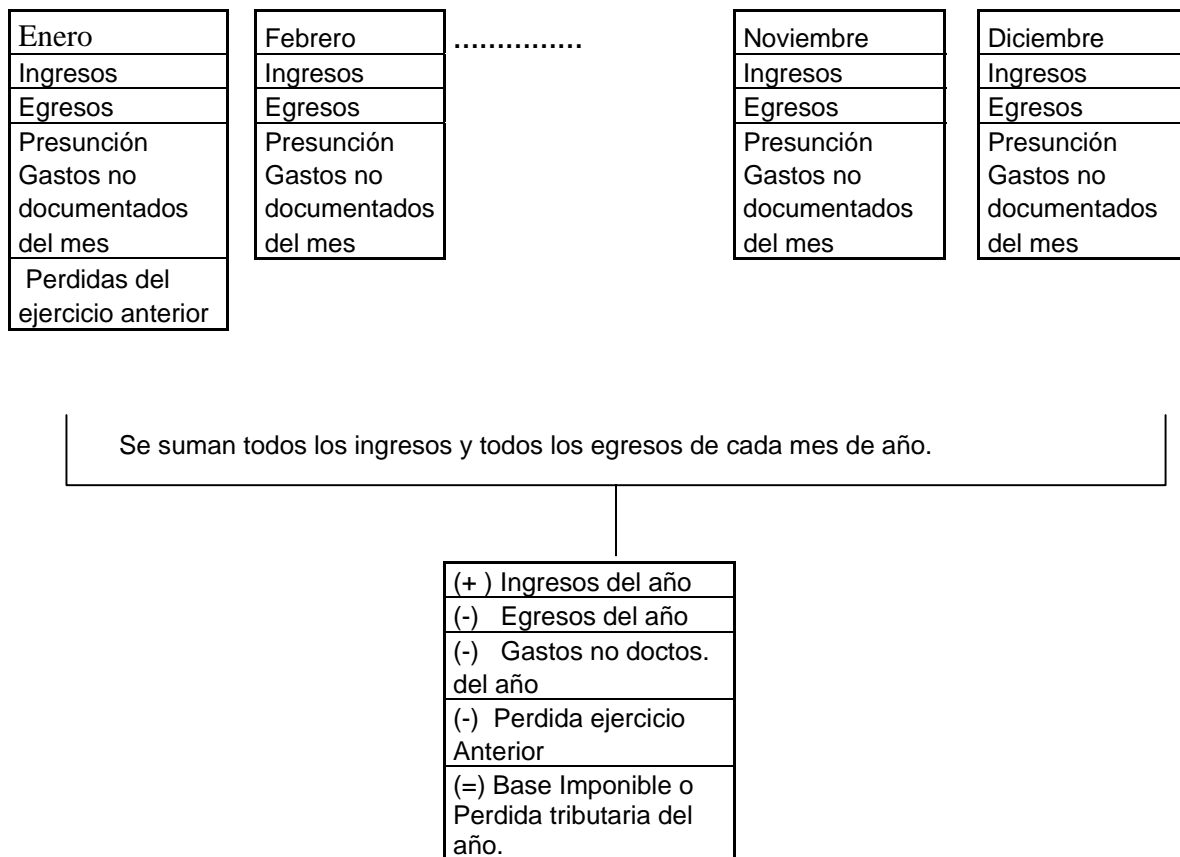 Enero
Ingresos
Egresos
Presunción
Gastos no
documentados
del mes
Perdidas del
ejercicio anterior
Febrero
Ingresos
Egresos
Presunción
Gastos no
documentados
del mes
...............
Noviembre
Ingresos
Egresos
Presunción
Gastos no
documentados
del mes
Diciembre
Ingresos
Egresos
Presunción
Gastos no
documentados
del mes
Se suman todos los ingresos y todos los egresos de cada mes de año.
(+ ) Ingresos del año
(-) Egresos del año
(-) Gastos no doctos.
del año
(-) Perdida ejercicio
Anterior
(=) Base Imponible o
Perdida tributaria del
año.